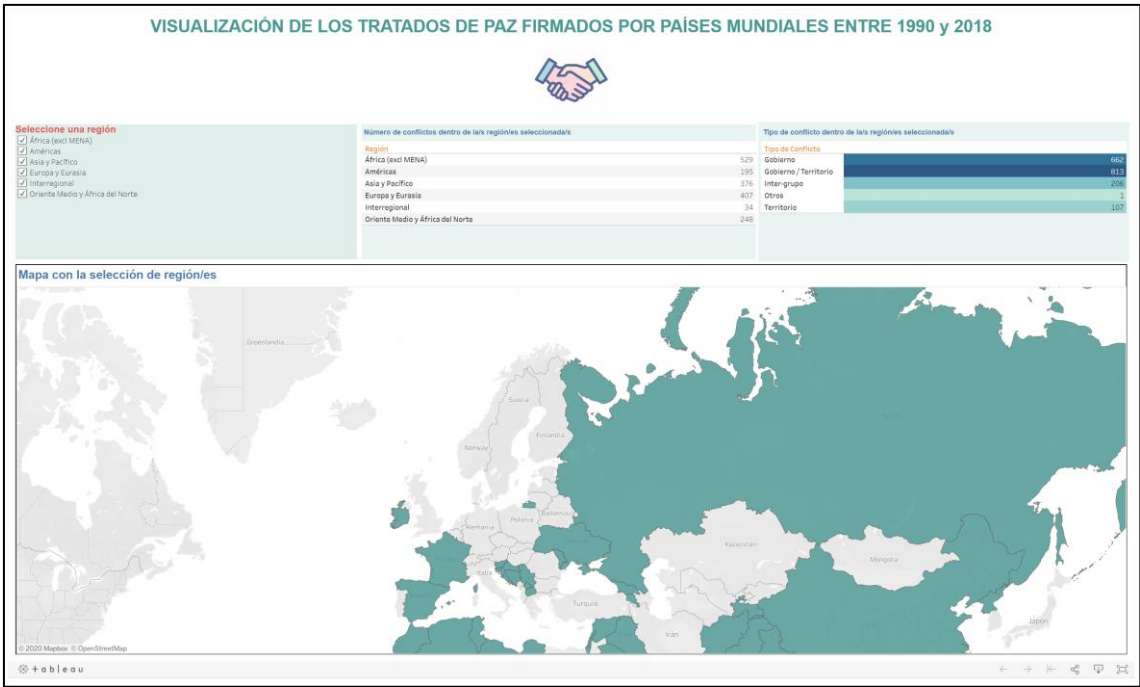 VISUALIZACIÓN DE LOS TRATADOS DE PAZ FIRMADOS POR PAÍSES MUNDIALES ENTRE 1990 y 2018
Seleccione una región
África (excl MENA)
Américas
Asia y Pacífico
Europa y Eurasia
Interregional
Oriente Medio y África del Norte
Número de conflictos dentro de la/s región/es seleccionada/s
Región
África (excl MENA) 529
Américas 195
Asia y Pacífico 376
Europa y Eurasia 407
Interregional 34
Oriente Medio y África del Norte 248
Tipo de conflicto dentro de la/s región/es seleccionada/s
Tipo de Conflicto
Gobierno 662
Gobierno / Territorio 813
Inter-grupo 206
Otros 1
Territorio 107
Mapa con la selección de región/es
Groenlandia
Suecia
Finlandia
Norway
Bielorrusia
Polonia
Alemania
Kazajistán
Mongolia
Italia
Turquía
Irán
Japón
© 2020 Mapbox © OpenStreetMap
+ableau